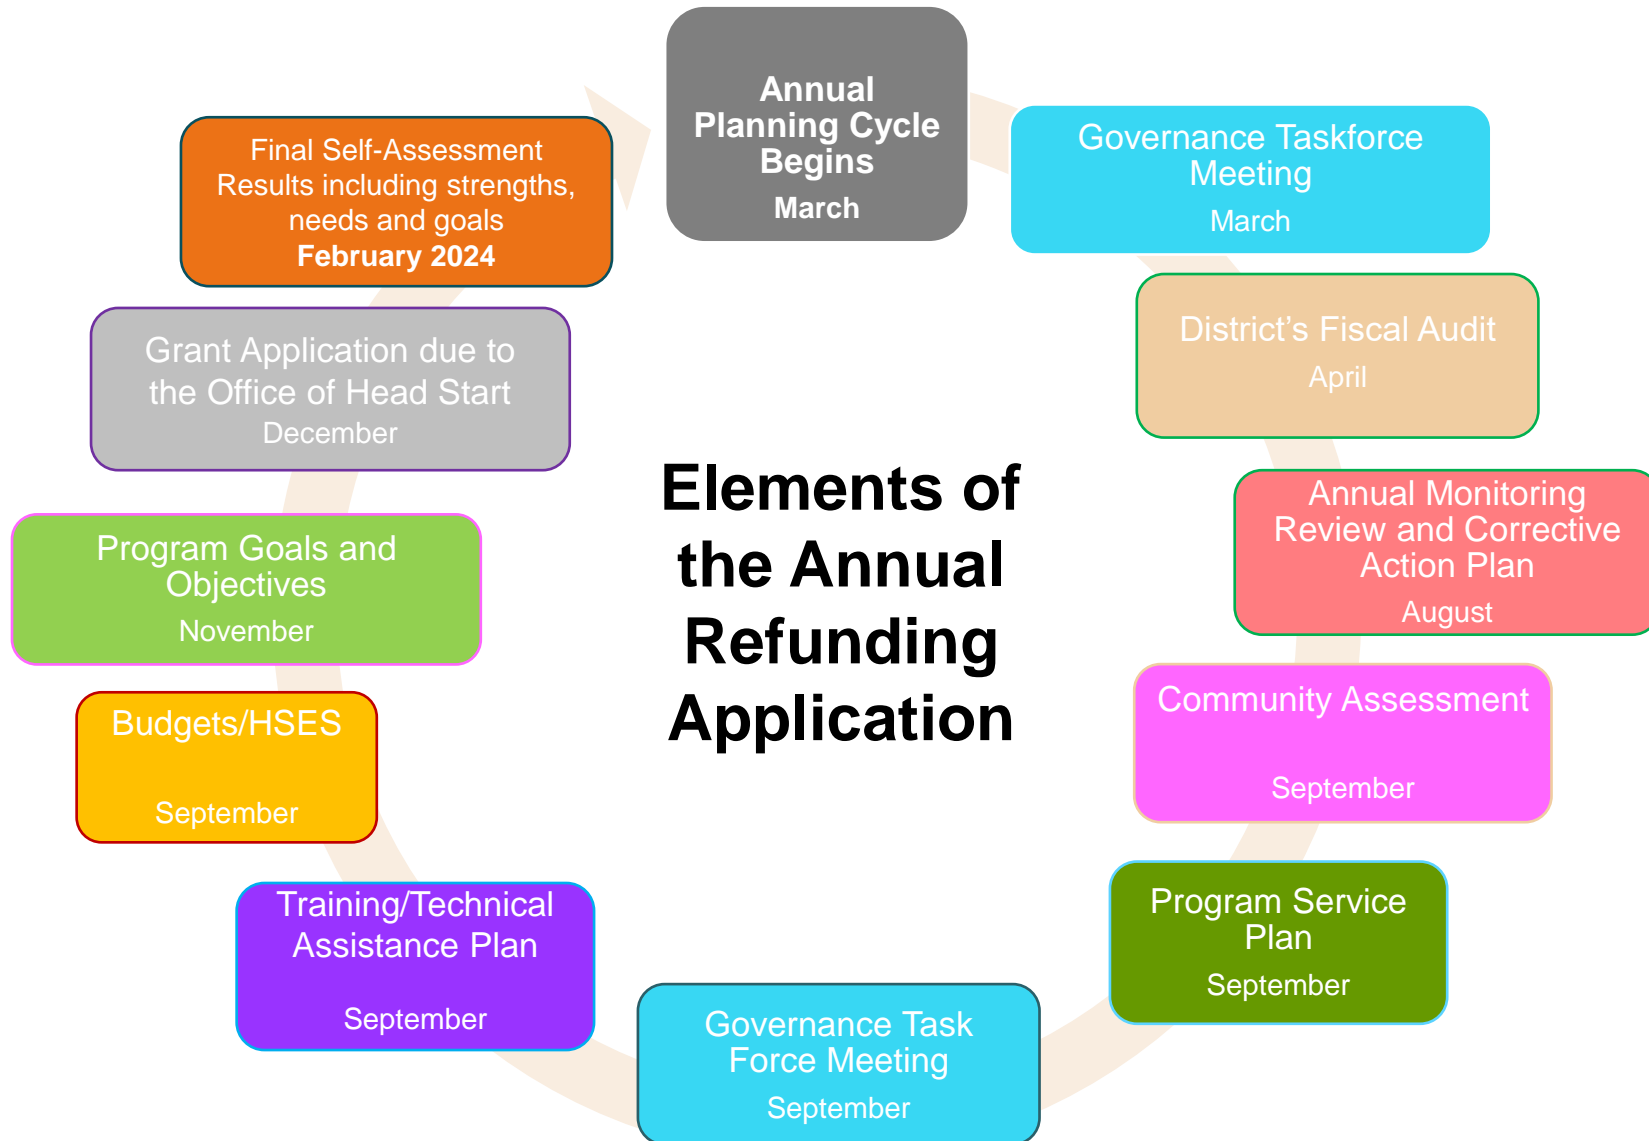 Annual
Planning Cycle
Begins
March
Governance Taskforce
Meeting
March
District’s Fiscal Audit
April
Annual Monitoring
Review and Corrective
Action Plan
August
Community Assessment
September
Program Service
Plan
September
Governance Task
Force Meeting
September
Training/Technical
Assistance Plan
September
Budgets/HSES
September
Program Goals and
Objectives
November
Grant Application due to
the Office of Head Start
December
Final Self-Assessment
Results including strengths,
needs and goals
February 2024
Elements of
the Annual
Refunding
Application